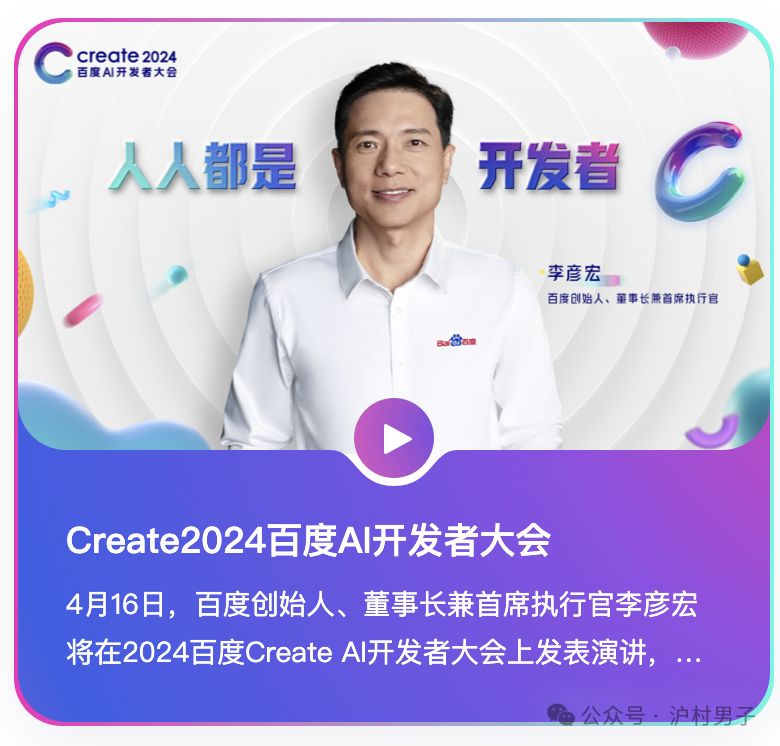 create 2024
百度AI开发者大会
人人都是 开发者
李彦宏
百度创始人、董事长兼首席执行官
Bai百度
Create2024百度AI开发者大会
4月16日，百度创始人、董事长兼首席执行官李彦宏
将在2024百度Create AI开发者大会上发表演讲，...
公众号 · 沪村男子